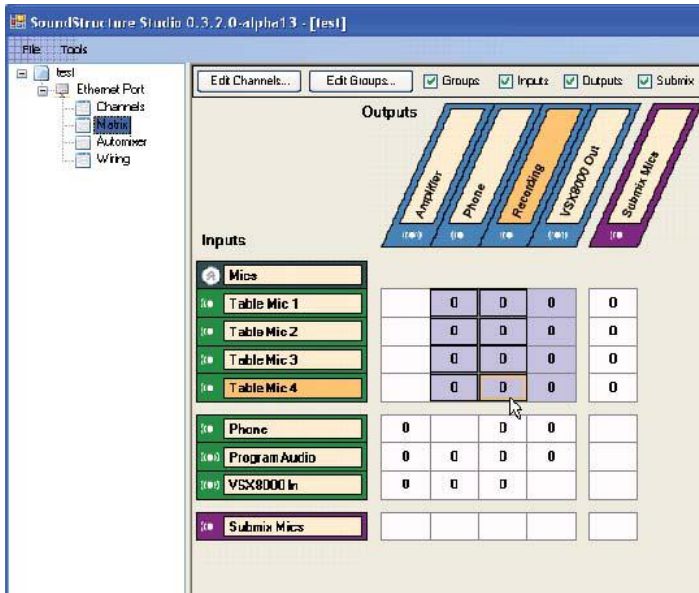 SoundStructure Studio 0.3.2.0-alpha13 - [test]
File Tools
test
Ethernet Port
Channels
Matrix
Automixer
Wiring
Edit Channels... Edit Groups... Groups Inputs Outputs Submix
Outputs
Amplifier
Phone
Recording
VSX8000 Out
Submix Mics
Inputs
Mics
Table Mic 1 0 0 0 0
Table Mic 2 0 0 0 0
Table Mic 3 0 0 0 0
Table Mic 4 0 0 0 0
Phone 0 0 0
Program Audio 0 0 0 0
VSX8000 In 0 0 0
Submix Mics